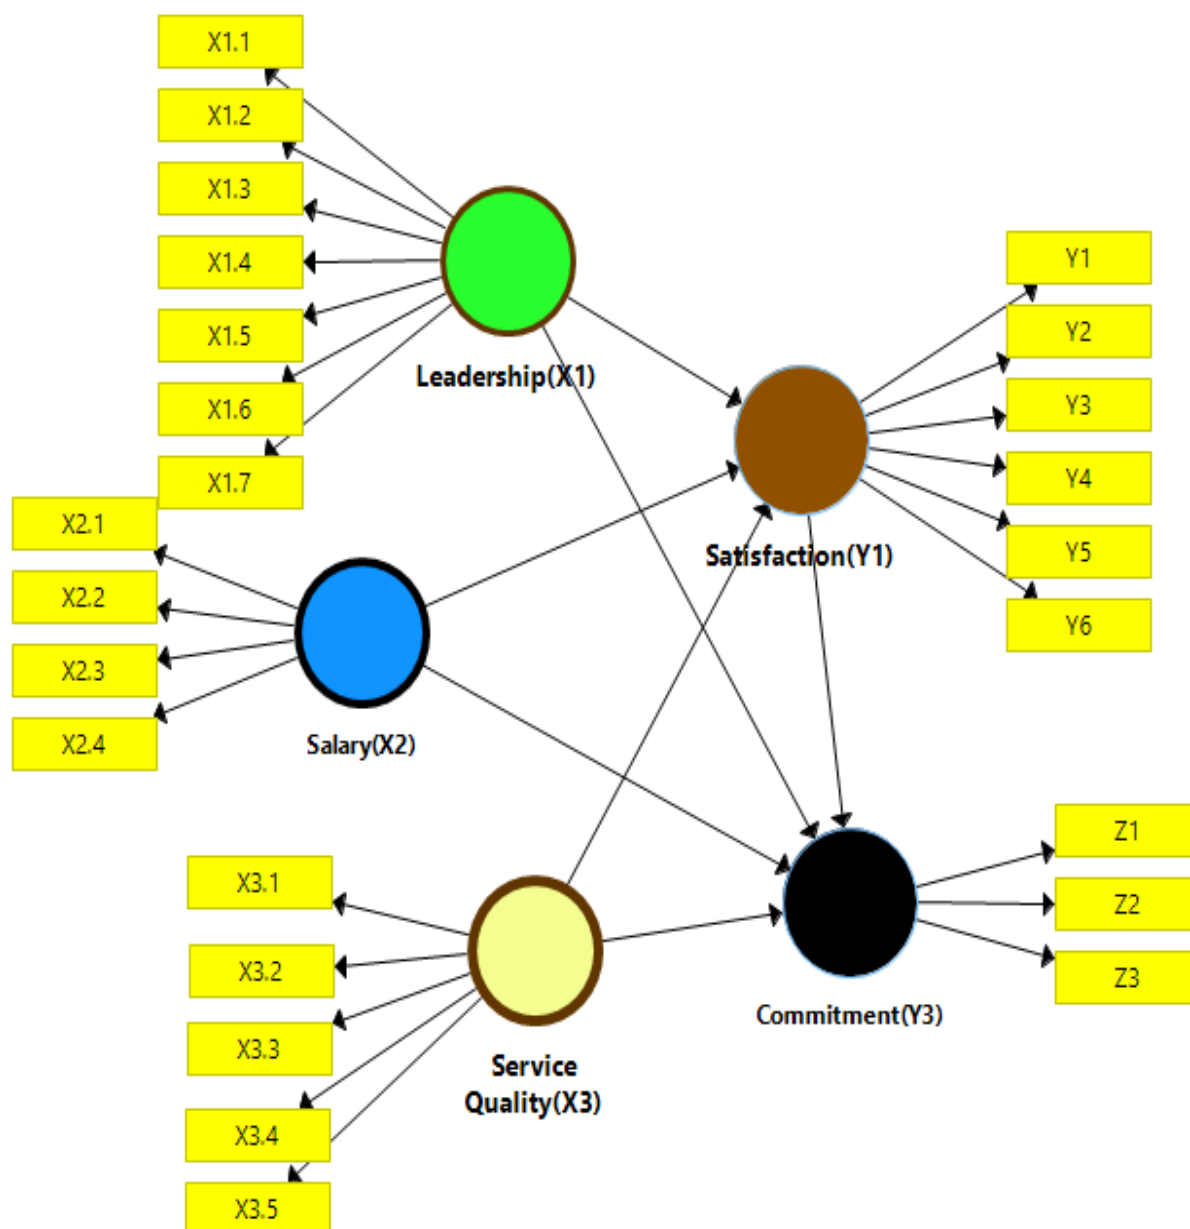 X1.1
X1.2
X1.3
X1.4
X1.5
X1.6
X1.7
Leadership(X1)
Y1
Y2
Y3
Y4
Y5
Y6
Satisfaction(Y1)
X2.1
X2.2
X2.3
X2.4
Salary(X2)
X3.1
X3.2
X3.3
X3.4
X3.5
Service
Quality(X3)
Z1
Z2
Z3
Commitment(Y3)